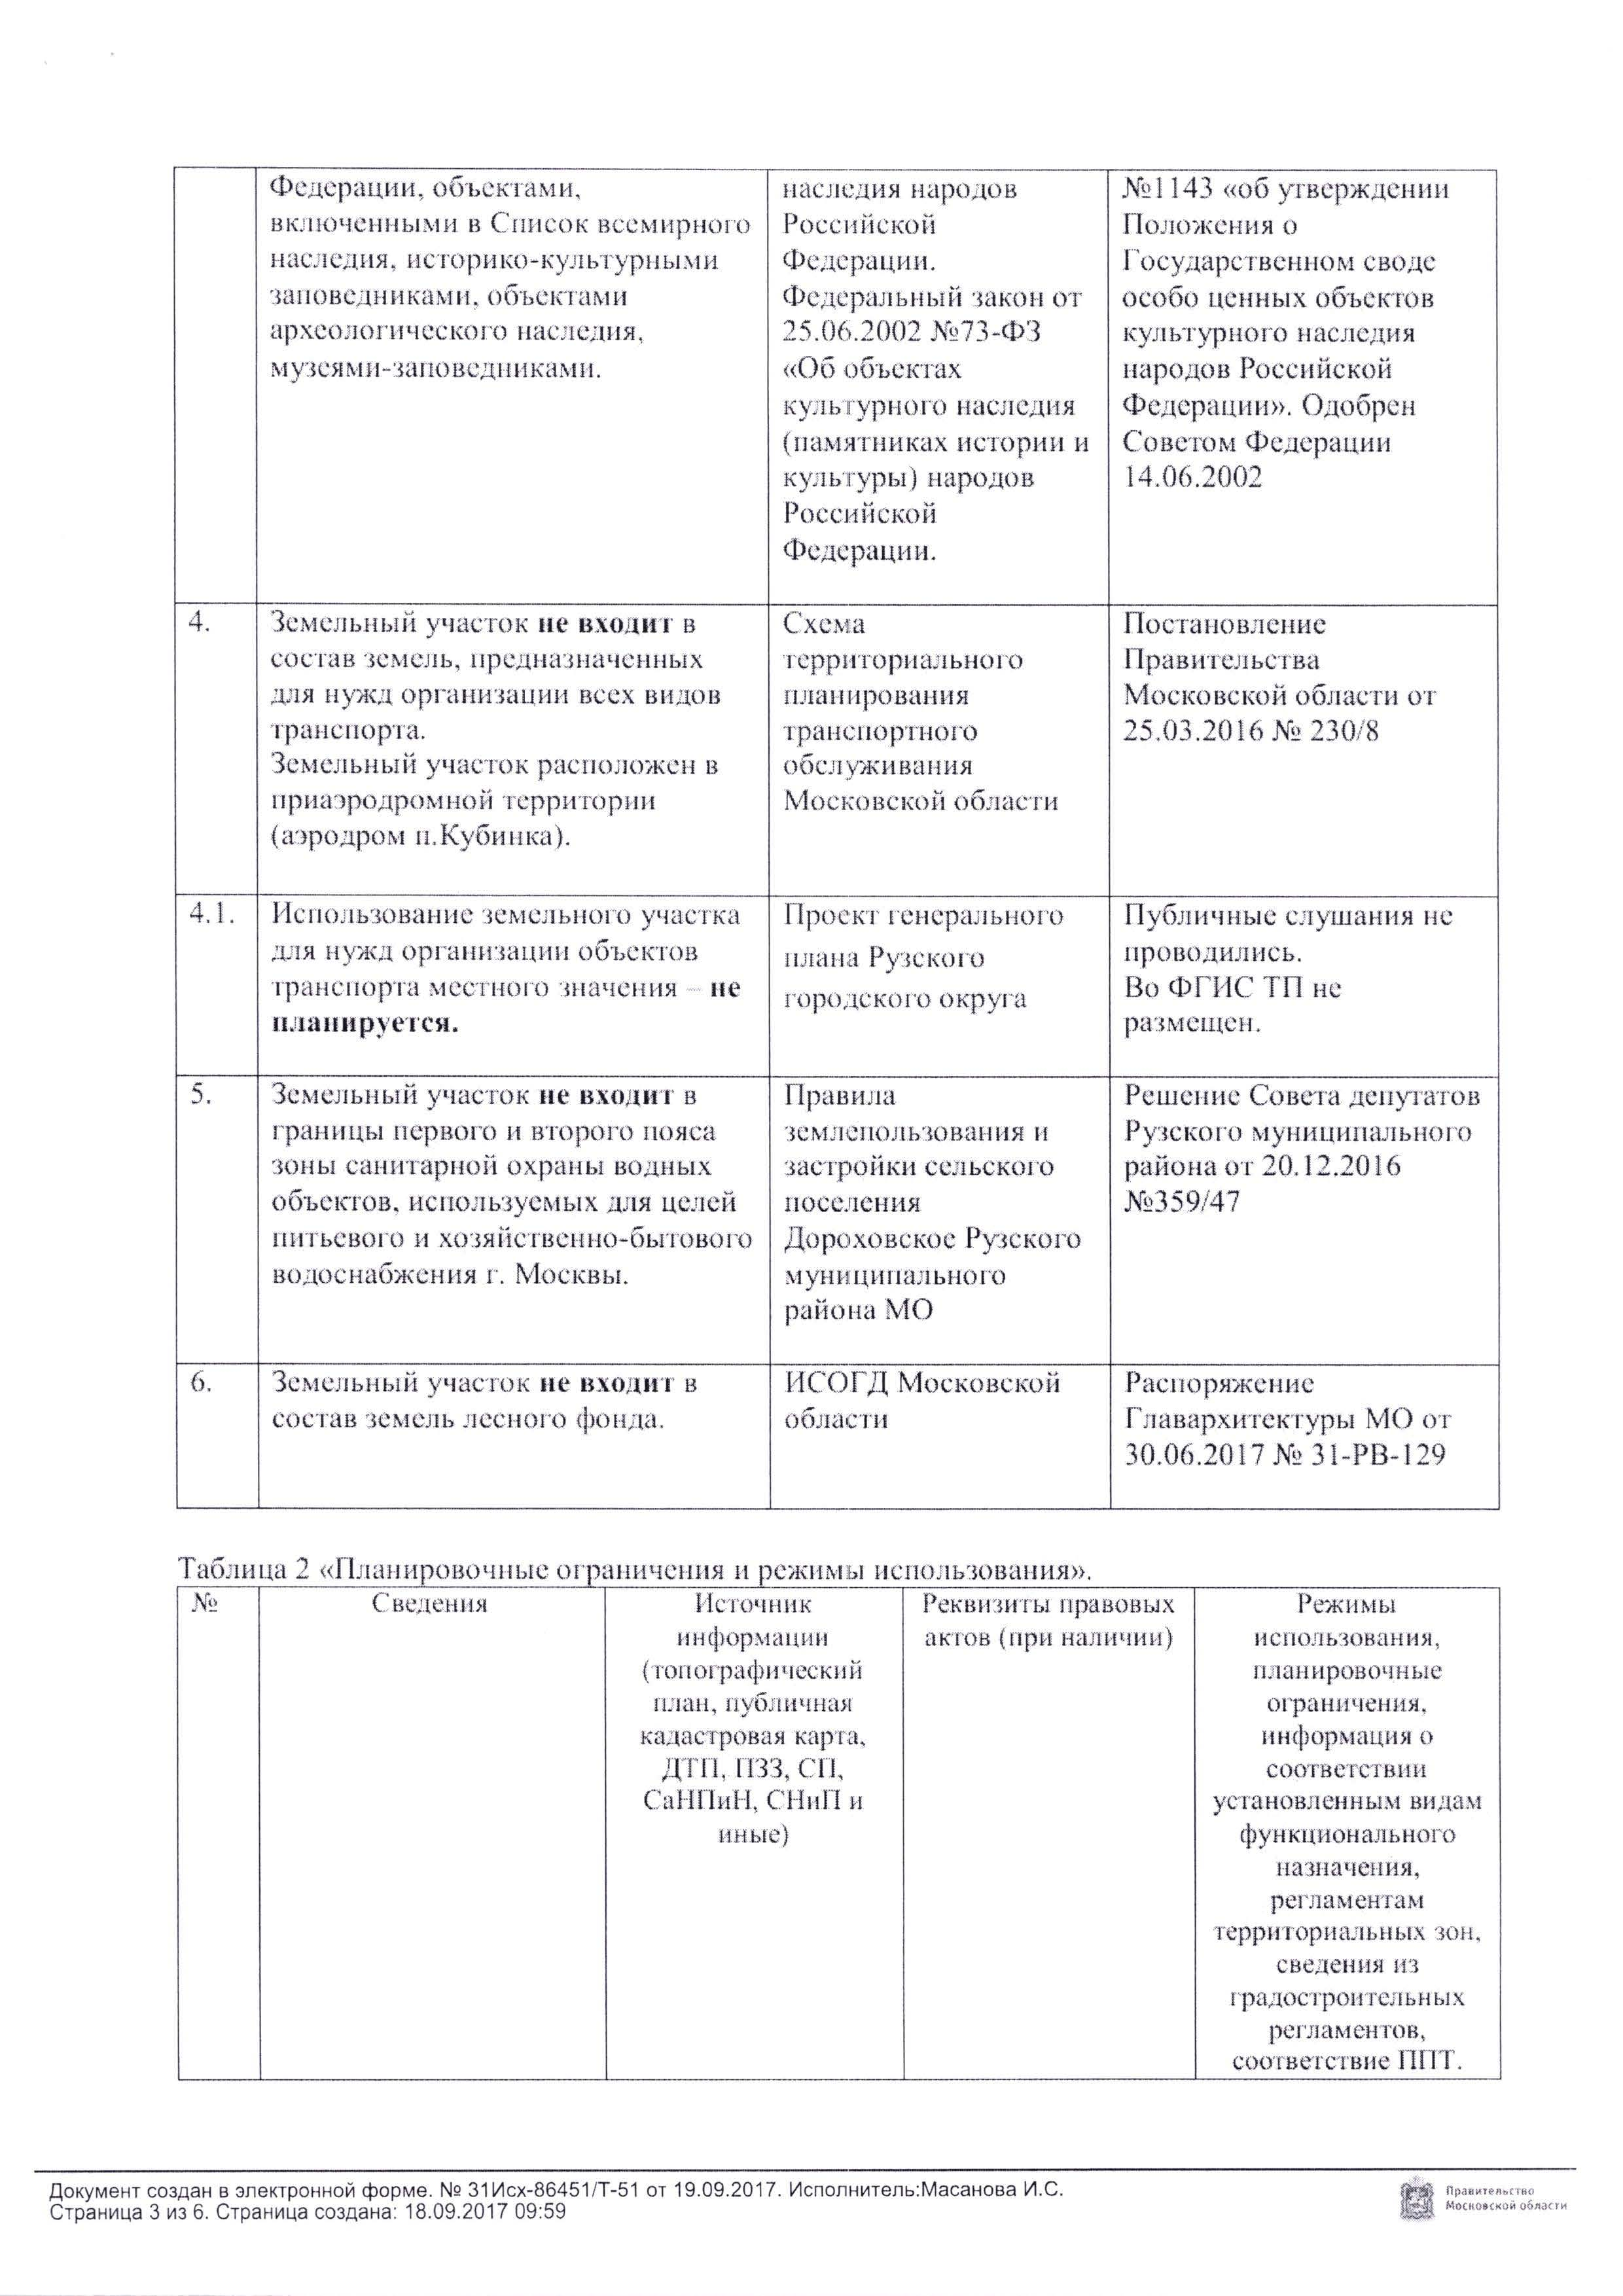 Федерации, объектами,
включенными в Список всемирного
наследия, историко-культурными
заповедниками, объектами
археологического наследия,
музеями-заповедниками.
наследия народов
Российской
Федерации.
Федеральный закон от
25.06.2002 №73-ФЗ
«Об объектах
культурного наследия
(памятниках истории и
культуры) народов
Российской
Федерации.
№1143 «об утверждении
Положения о
Государственном своде
особо ценных объектов
культурного наследия
народов Российской
Федерации». Одобрен
Советом Федерации
14.06.2002
4.
Земельный участок не входит в
состав земель, предназначенных
для нужд организации всех видов
транспорта.
Земельный участок расположен в
приаэродромной территории
(аэродром п.Кубинка).
Схема
территориального
планирования
транспортного
обслуживания
Московской области
Постановление
Правительства
Московской области от
25.03.2016 № 230/8
4.1.
Использование земельного участка
для нужд организации объектов
транспорта местного значения – не
планируется.
Проект генерального
плана Рузского
городского округа
Публичные слушания не
проводились.
Во ФГИС ТП не
размещен.
5.
Земельный участок не входит в
границы первого и второго пояса
зоны санитарной охраны водных
объектов, используемых для целей
питьевого и хозяйственно-бытового
водоснабжения г. Москвы.
Правила
землепользования и
застройки сельского
поселения
Дороховское Рузского
муниципального
района МО
Решение Совета депутатов
Рузского муниципального
района от 20.12.2016
№359/47
6.
Земельный участок не входит в
состав земель лесного фонда.
ИСОГД Московской
области
Распоряжение
Главархитектуры МО от
30.06.2017 № 31-РВ-129
Таблица 2 «Планировочные ограничения и режимы использования».
№
Сведения
Источник
информации
(топографический
план, публичная
кадастровая карта,
ДТП, ПЗЗ, СП,
СаНПиН, СНиП и
иные)
Реквизиты правовых
актов (при наличии)
Режимы
использования,
планировочные
ограничения,
информация о
соответствии
установленным видам
функционального
назначения,
регламентам
территориальных зон,
сведения из
градостроительных
регламентов,
соответствие ППТ.
Документ создан в электронной форме. № 31Исх-86451/Т-51 от 19.09.2017. Исполнитель:Масанова И.С.
Страница 3 из 6. Страница создана: 18.09.2017 09:59
Правительство
Московской области